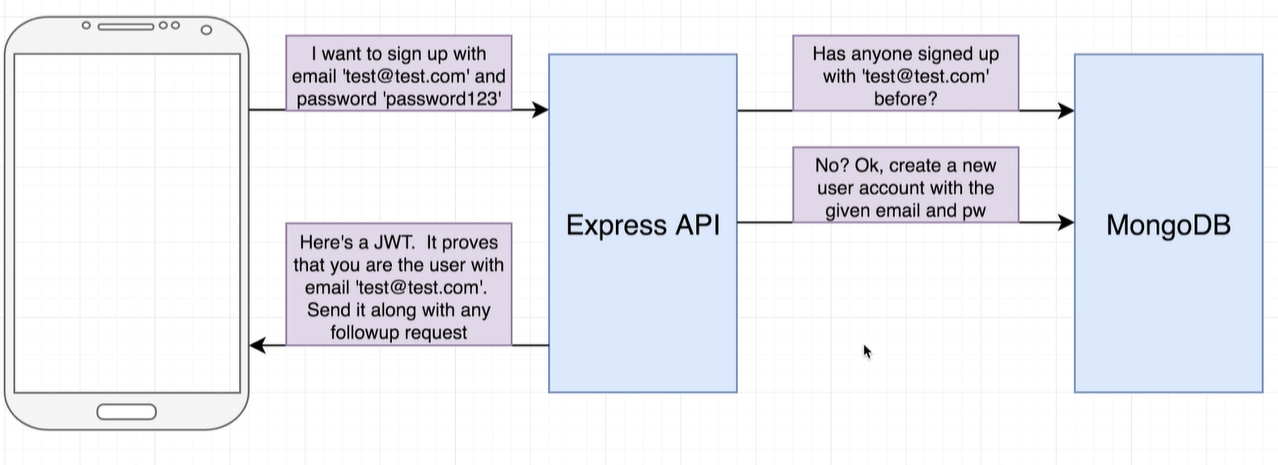 I want to sign up with
email 'test@test.com' and
password 'password123'
Has anyone signed up
with 'test@test.com'
before?
No? Ok, create a new
user account with the
given email and pw
Express API
MongoDB
Here's a JWT.  It proves
that you are the user with
email 'test@test.com'.
Send it along with any
followup request